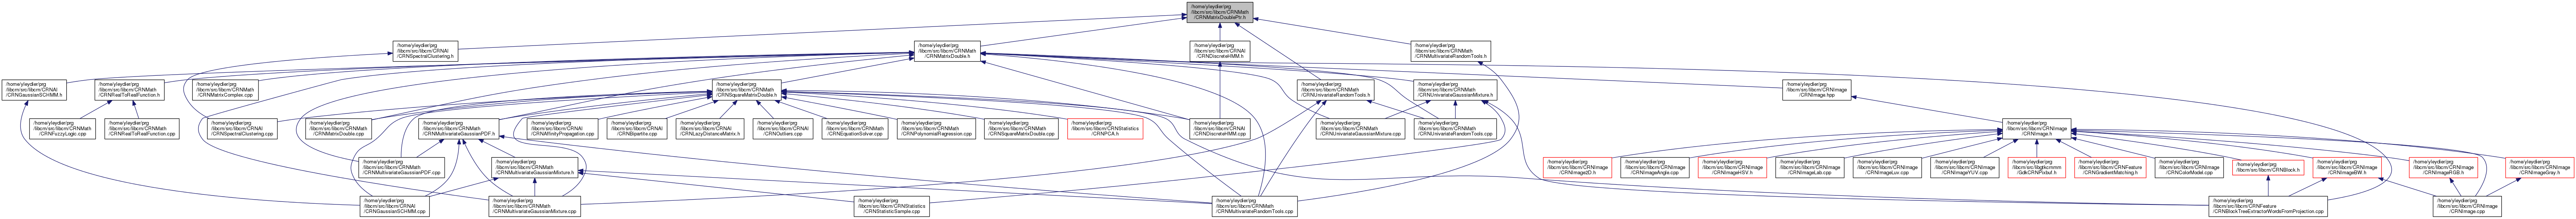 /home/yleydier/prg
/libcrn/src/libcrn/CRNMath
/CRNMatrixDoublePtr.h
/home/yleydier/prg
/libcrn/src/libcrn/CRNAI
/CRNSpectralClustering.h
/home/yleydier/prg
/libcrn/src/libcrn/CRNMath
/CRNMatrixDouble.h
/home/yleydier/prg
/libcrn/src/libcrn/CRNAI
/CRNDiscreteHMM.h
/home/yleydier/prg
/libcrn/src/libcrn/CRNMath
/CRNMultivariateRandomTools.h
/home/yleydier/prg
/libcrn/src/libcrn/CRNAI
/CRNGaussianSCHMM.h
/home/yleydier/prg
/libcrn/src/libcrn/CRNMath
/CRNRealToRealFunction.h
/home/yleydier/prg
/libcrn/src/libcrn/CRNMath
/CRNMatrixComplex.cpp
/home/yleydier/prg
/libcrn/src/libcrn/CRNMath
/CRNSquareMatrixDouble.h
/home/yleydier/prg
/libcrn/src/libcrn/CRNMath
/CRNUnivariateRandomTools.h
/home/yleydier/prg
/libcrn/src/libcrn/CRNMath
/CRNUnivariateGaussianMixture.h
/home/yleydier/prg
/libcrn/src/libcrn/CRNImage
/CRNImage.hpp
/home/yleydier/prg
/libcrn/src/libcrn/CRNMath
/CRNFuzzyLogic.cpp
/home/yleydier/prg
/libcrn/src/libcrn/CRNMath
/CRNRealToRealFunction.cpp
/home/yleydier/prg
/libcrn/src/libcrn/CRNAI
/CRNSpectralClustering.cpp
/home/yleydier/prg
/libcrn/src/libcrn/CRNMath
/CRNMatrixDouble.cpp
/home/yleydier/prg
/libcrn/src/libcrn/CRNMath
/CRNMultivariateGaussianPDF.h
/home/yleydier/prg
/libcrn/src/libcrn/CRNAI
/CRNAffinityPropagation.cpp
/home/yleydier/prg
/libcrn/src/libcrn/CRNAI
/CRNBipartite.cpp
/home/yleydier/prg
/libcrn/src/libcrn/CRNAI
/CRNLazyDistanceMatrix.h
/home/yleydier/prg
/libcrn/src/libcrn/CRNAI
/CRNOutliers.cpp
/home/yleydier/prg
/libcrn/src/libcrn/CRNMath
/CRNEquationSolver.cpp
/home/yleydier/prg
/libcrn/src/libcrn/CRNMath
/CRNPolynomialRegression.cpp
/home/yleydier/prg
/libcrn/src/libcrn/CRNMath
/CRNSquareMatrixDouble.cpp
/home/yleydier/prg
/libcrn/src/libcrn/CRNStatistics
/CRNPCA.h
/home/yleydier/prg
/libcrn/src/libcrn/CRNAI
/CRNDiscreteHMM.cpp
/home/yleydier/prg
/libcrn/src/libcrn/CRNMath
/CRNUnivariateGaussianMixture.cpp
/home/yleydier/prg
/libcrn/src/libcrn/CRNMath
/CRNUnivariateRandomTools.cpp
/home/yleydier/prg
/libcrn/src/libcrn/CRNImage
/CRNImage.h
/home/yleydier/prg
/libcrn/src/libcrn/CRNMath
/CRNMultivariateGaussianPDF.cpp
/home/yleydier/prg
/libcrn/src/libcrn/CRNMath
/CRNMultivariateGaussianMixture.h
/home/yleydier/prg
/libcrn/src/libcrn/CRNImage
/CRNImage2D.h
/home/yleydier/prg
/libcrn/src/libcrn/CRNImage
/CRNImageAngle.cpp
/home/yleydier/prg
/libcrn/src/libcrn/CRNImage
/CRNImageHSV.h
/home/yleydier/prg
/libcrn/src/libcrn/CRNImage
/CRNImageLab.cpp
/home/yleydier/prg
/libcrn/src/libcrn/CRNImage
/CRNImageLuv.cpp
/home/yleydier/prg
/libcrn/src/libcrn/CRNImage
/CRNImageYUV.cpp
/home/yleydier/prg
/libcrn/src/libgtkcrnmm
/GdkCRNPixbuf.h
/home/yleydier/prg
/libcrn/src/libcrn/CRNFeature
/CRNGradientMatching.h
/home/yleydier/prg
/libcrn/src/libcrn/CRNImage
/CRNColorModel.cpp
/home/yleydier/prg
/libcrn/src/libcrn/CRNBlock.h
/home/yleydier/prg
/libcrn/src/libcrn/CRNImage
/CRNImageBW.h
/home/yleydier/prg
/libcrn/src/libcrn/CRNImage
/CRNImageRGB.h
/home/yleydier/prg
/libcrn/src/libcrn/CRNImage
/CRNImageGray.h
/home/yleydier/prg
/libcrn/src/libcrn/CRNAI
/CRNGaussianSCHMM.cpp
/home/yleydier/prg
/libcrn/src/libcrn/CRNMath
/CRNMultivariateGaussianMixture.cpp
/home/yleydier/prg
/libcrn/src/libcrn/CRNStatistics
/CRNStatisticSample.cpp
/home/yleydier/prg
/libcrn/src/libcrn/CRNMath
/CRNMultivariateRandomTools.cpp
/home/yleydier/prg
/libcrn/src/libcrn/CRNFeature
/CRNBlockTreeExtractorWordsFromProjection.cpp
/home/yleydier/prg
/libcrn/src/libcrn/CRNImage
/CRNImage.cpp